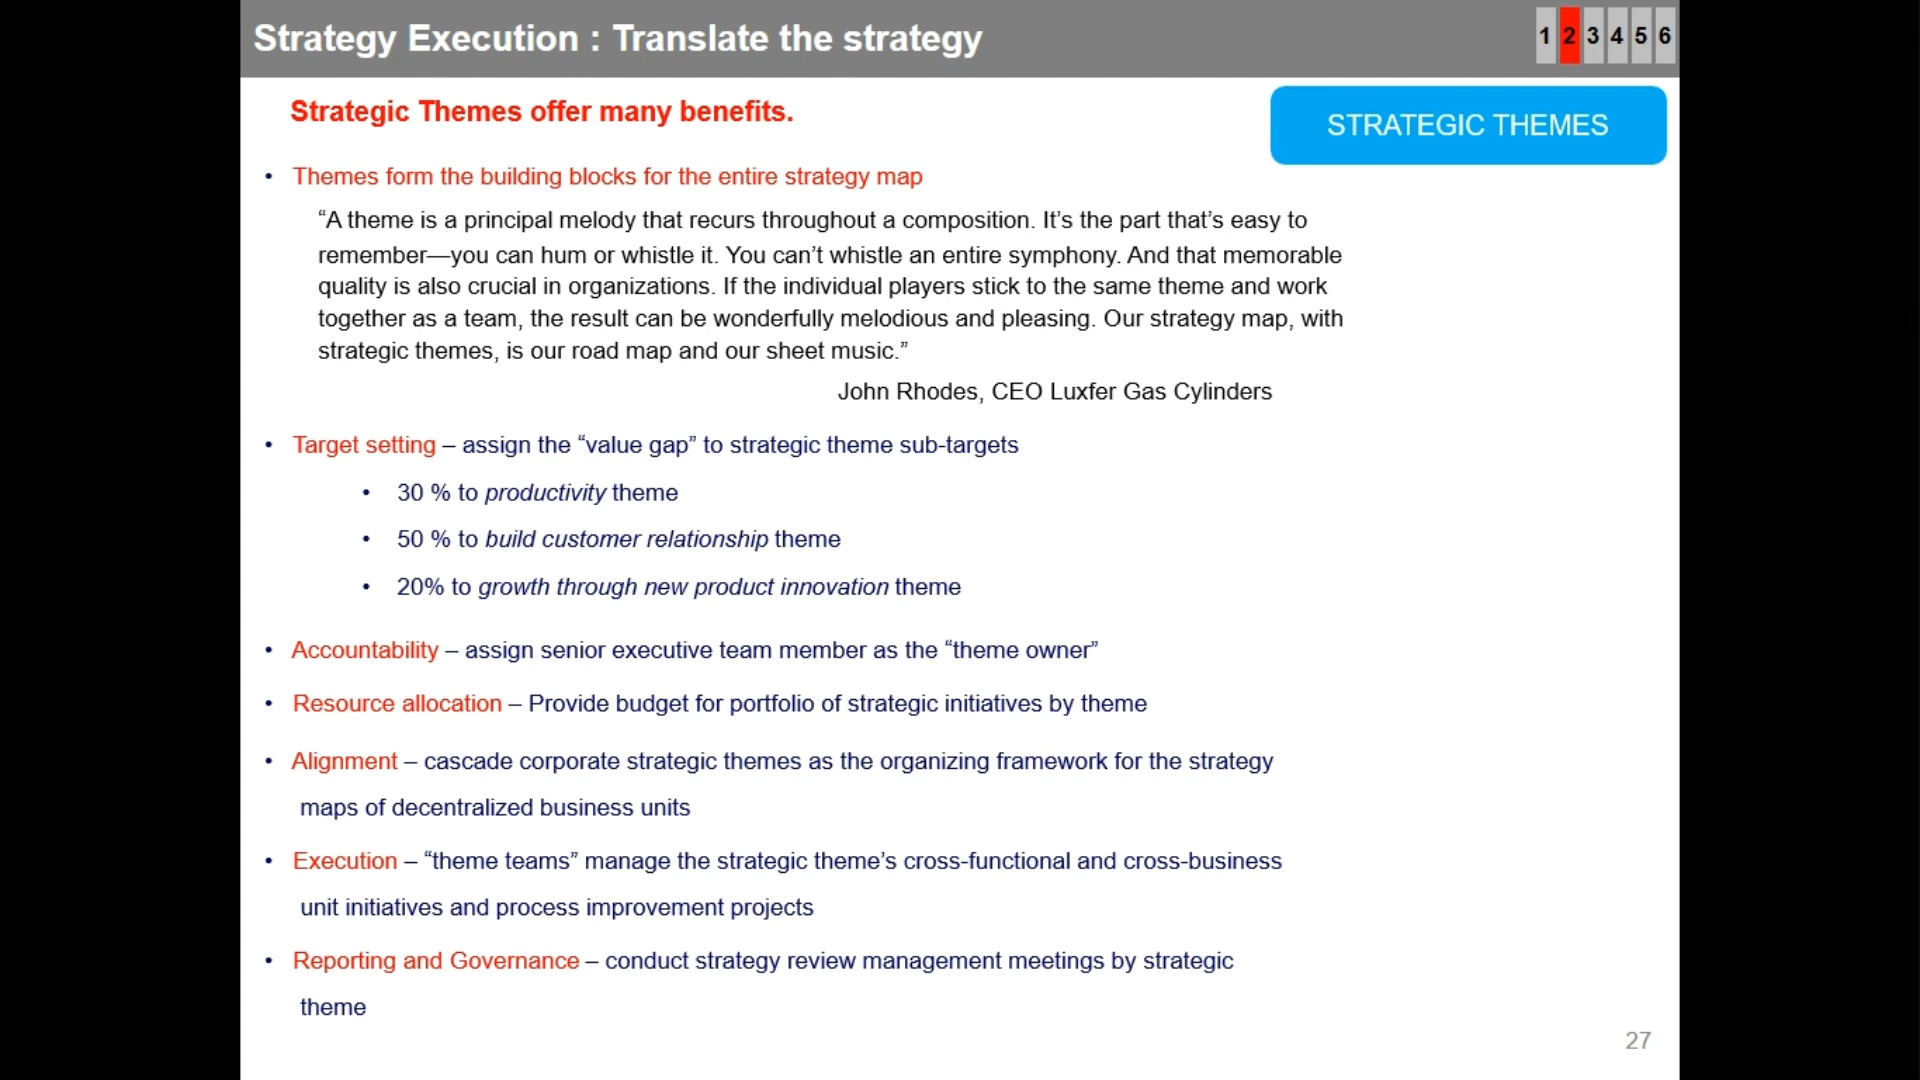 Strategy Execution : Translate the strategy
1 2 3 4 5 6
Strategic Themes offer many benefits.
STRATEGIC THEMES
• Themes form the building blocks for the entire strategy map
“A theme is a principal melody that recurs throughout a composition. It’s the part that’s easy to
remember—you can hum or whistle it. You can’t whistle an entire symphony. And that memorable
quality is also crucial in organizations. If the individual players stick to the same theme and work
together as a team, the result can be wonderfully melodious and pleasing. Our strategy map, with
strategic themes, is our road map and our sheet music.”
John Rhodes, CEO Luxfer Gas Cylinders
• Target setting – assign the “value gap” to strategic theme sub-targets
• 30 % to productivity theme
• 50 % to build customer relationship theme
• 20% to growth through new product innovation theme
• Accountability – assign senior executive team member as the “theme owner”
• Resource allocation – Provide budget for portfolio of strategic initiatives by theme
• Alignment – cascade corporate strategic themes as the organizing framework for the strategy
maps of decentralized business units
• Execution – “theme teams” manage the strategic theme’s cross-functional and cross-business
unit initiatives and process improvement projects
• Reporting and Governance – conduct strategy review management meetings by strategic
theme
27